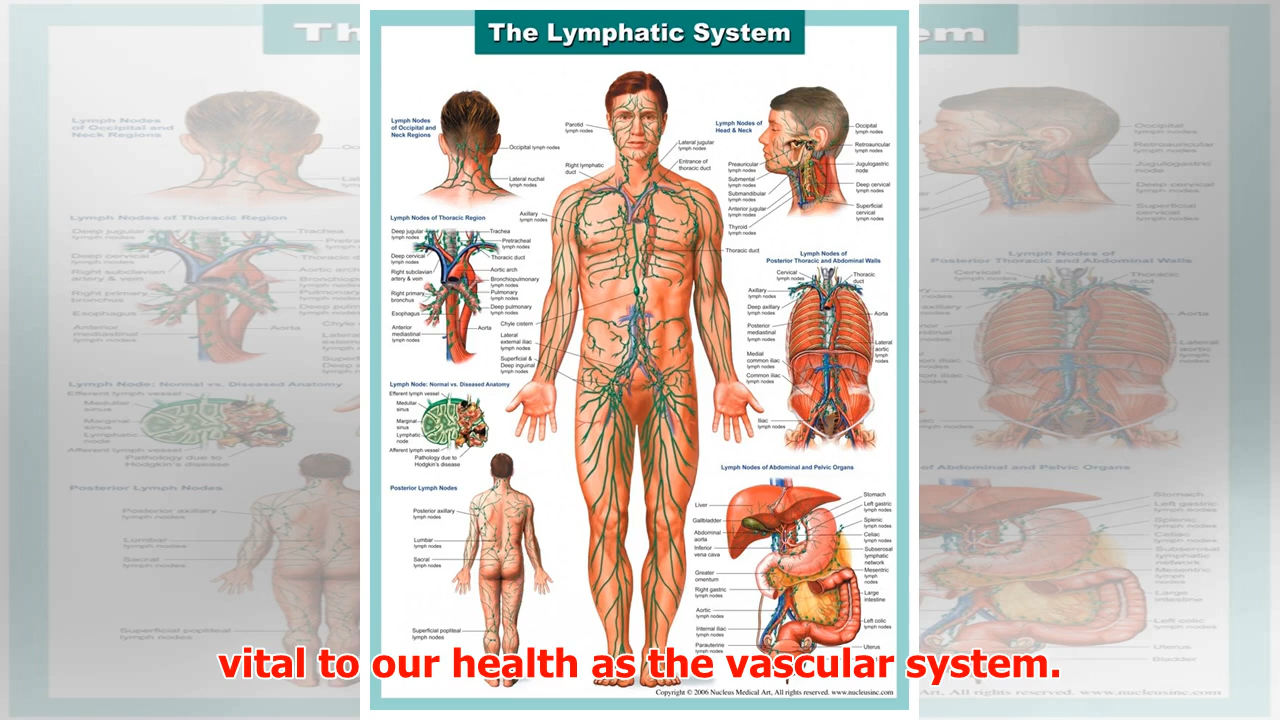 The Lymphatic System
Lymph Nodes
of Occipital and
Neck Regions
Occipital lymph nodes
Lateral nuchal
lymph nodes
Parotid
lymph nodes
Right lymphatic
duct
Axillary
lymph nodes
Lateral jugular
lymph node
Entrance of
thoracic duct
Thoracic duct
Chyle cistern
Lateral
external iliac
lymph nodes
Superficial &
Deep inguinal
lymph nodes
Lymph Nodes of
Head & Neck
Occipital
lymph nodes
Retroauricular
lymph nodes
Jugulogastric
node
Deep cervical
lymph nodes
Superficial
cervical
lymph nodes
Preauricular
lymph nodes
Submental
lymph nodes
Submandibular
lymph nodes
Anterior jugular
lymph nodes
Thyroid
lymph nodes
Lymph Nodes of Thoracic Region
Deep jugular
lymph nodes
Deep cervical
lymph nodes
Right subclavian
artery & vein
Right primary
bronchus
Esophagus
Anterior
mediastinal
lymph nodes
Trachea
Pretracheal
lymph nodes
Thoracic duct
Aortic arch
Bronchiopulmonary
lymph nodes
Pulmonary
lymph nodes
Deep pulmonary
lymph nodes
Aorta
Lymph Nodes of
Posterior Thoracic and Abdominal Walls
Cervical
lymph nodes
Thoracic
duct
Axillary
lymph nodes
Deep axillary
lymph nodes
Posterior
mediastinal
lymph nodes
Medial
common iliac
lymph nodes
Common iliac
lymph nodes
Iliac
lymph nodes
Aorta
Lateral
aortic
lymph
nodes
Lymph Node: Normal vs. Diseased Anatomy
Efferent lymph vessel
Medullar
sinus
Marginal
sinus
Lymphatic
node
Afferent lymph vessel
Pathology due to
Hodgkin's disease
Posterior Lymph Nodes
Posterior axillary
lymph nodes
Lumbar
lymph nodes
Sacral
lymph nodes
Superficial popliteal
lymph nodes
Lymph Nodes of Abdominal and Pelvic Organs
Liver
Gallbladder
Abdominal
aorta
Inferior
vena cava
Greater
omentum
Right gastric
lymph nodes
Aortic
lymph nodes
Internal iliac
lymph nodes
Parauterine
lymph nodes
Stomach
Left gastric
lymph nodes
Splenic
lymph nodes
Celiac
lymph nodes
Subserosal
lymphatic
network
Mesentric
lymph
nodes
Large
intestine
Left colic
lymph nodes
Uterus
vital to our health as the vascular system.
Copyright © 2006 Nucleus Medical Art, All rights reserved. www.nucleusinc.com